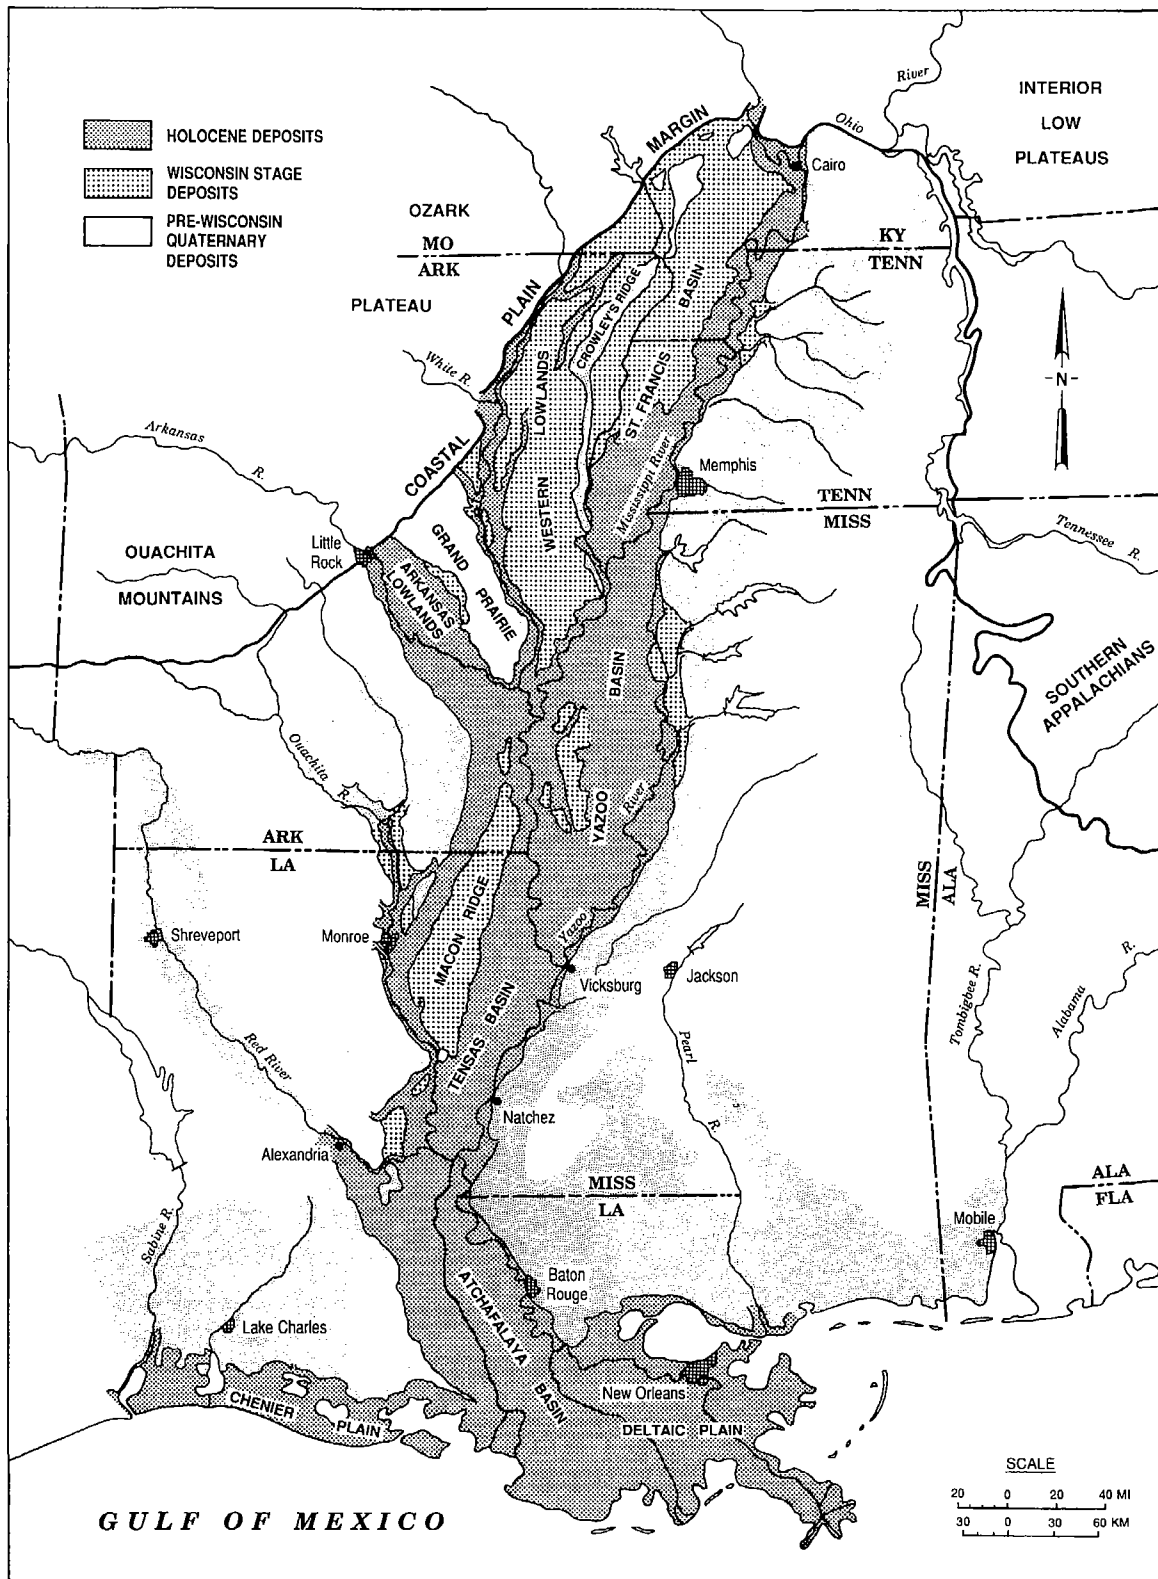 HOLOCENE DEPOSITS
WISCONSIN STAGE
DEPOSITS
PRE-WISCONSIN
QUATERNARY
DEPOSITS
INTERIOR
LOW
PLATEAUS
River
Ohio
MARGIN
Cairo
OZARK
MO
ARK
KY
TENN
PLATEAU
PLAIN
CROWLEY'S RIDGE
BASIN
ST. FRANCIS
LOWLANDS
WESTERN
White R.
-N-
Arkansas
R.
COASTAL
Mississippi River
Memphis
TENN
MISS
Tennessee
R.
Little
Rock
GRAND
PRAIRIE
ARKANSAS
LOWLANDS
OUACHITA
MOUNTAINS
SOUTHERN
APPALACHIANS
BASIN
YAZOO
Ouachita
R.
River
ARK
LA
MISS
ALA
Shreveport
Monroe
MACON RIDGE
Yazoo
Vicksburg
Jackson
Tombigbee R.
Alabama
R.
Red River
TENSAS BASIN
Natchez
Pearl
R.
Alexandria
MISS
LA
ALA
FLA
Mobile
Sabine R.
ATCHAFALAYA
BASIN
Baton
Rouge
Lake Charles
New Orleans
CHENIER
PLAIN
DELTAIC PLAIN
GULF OF MEXICO
SCALE
20 0 20 40 MI
30 0 30 60 KM